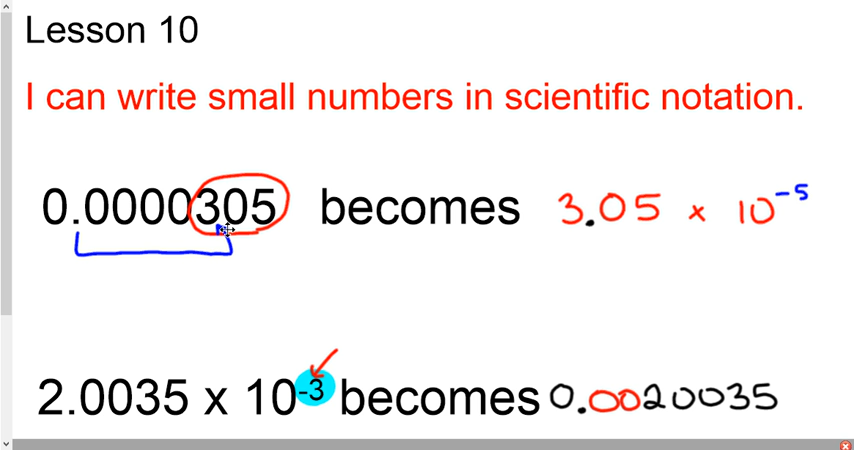 Lesson 10
I can write small numbers in scientific notation.
0.0000305 becomes 3.05 x 10⁻⁵
2.0035 x 10⁻³ becomes 0.0020035